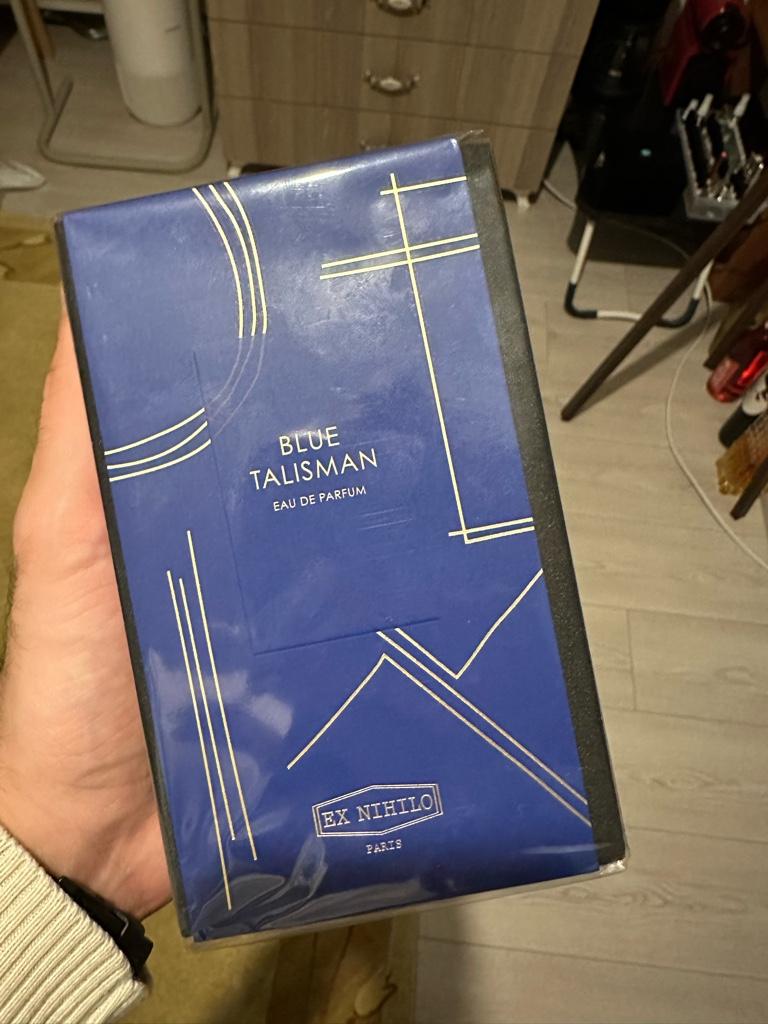 BLUE
TALISMAN
EAU DE PARFUM
EX NIHILO
PARIS